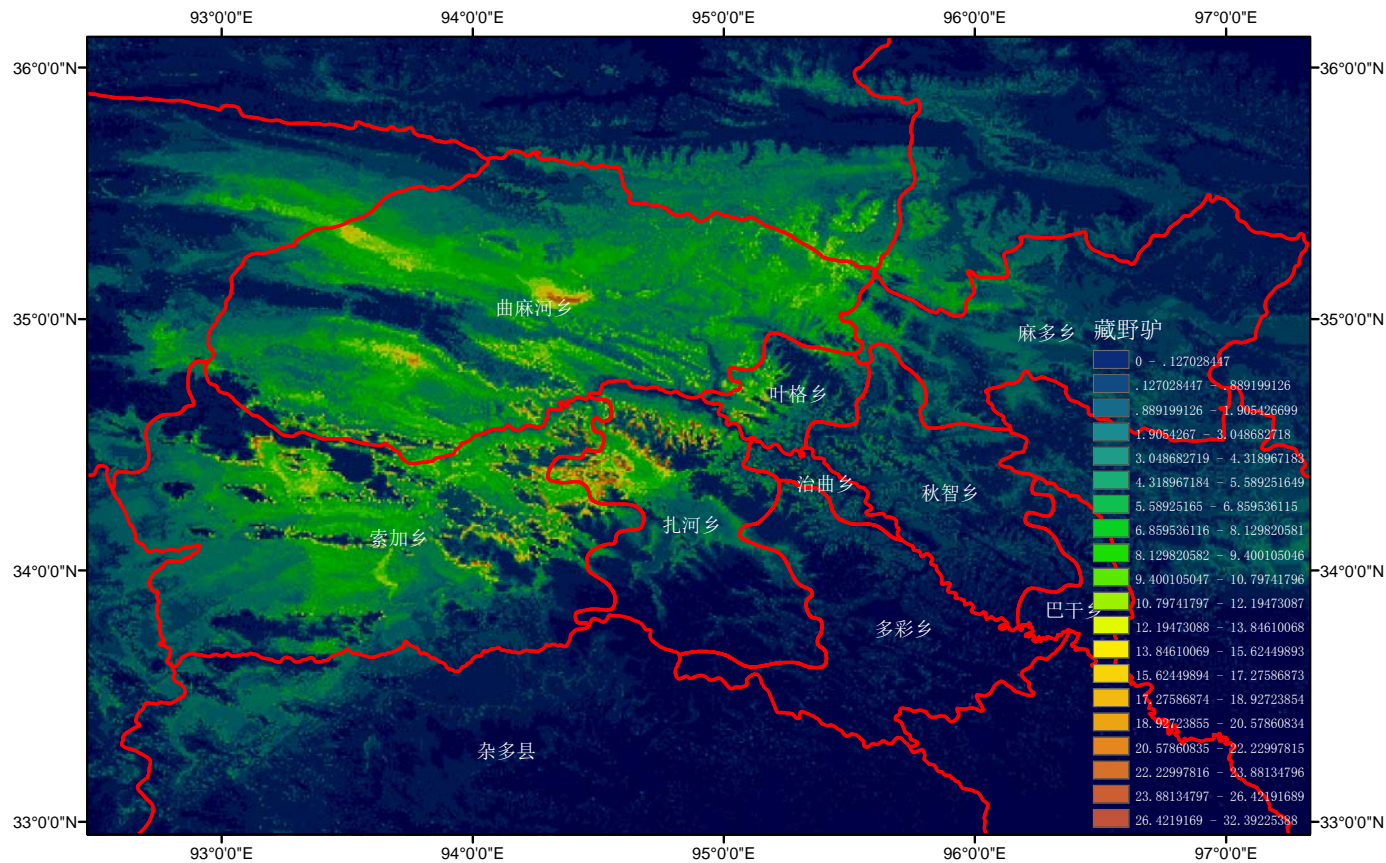 93°0'0"E 94°0'0"E 95°0'0"E 96°0'0"E 97°0'0"E
36°0'0"N 36°0'0"N
35°0'0"N 35°0'0"N
34°0'0"N 34°0'0"N
33°0'0"N 33°0'0"N
曲麻河乡
麻多乡
叶格乡
治曲乡
秋智乡
扎河乡
索加乡
巴干乡
多彩乡
杂多县
藏野驴
0 - .127028447
.127028447 - .889199126
.889199126 - 1.905426699
1.9054267 - 3.048682718
3.048682719 - 4.318967183
4.318967184 - 5.589251649
5.58925165 - 6.859536115
6.859536116 - 8.129820581
8.129820582 - 9.400105046
9.400105047 - 10.79741796
10.79741797 - 12.19473087
12.19473088 - 13.84610068
13.84610069 - 15.62449893
15.62449894 - 17.27586873
17.27586874 - 18.92723854
18.92723855 - 20.57860834
20.57860835 - 22.22997815
22.22997816 - 23.88134796
23.88134797 - 26.42191689
26.4219169 - 32.39225388
93°0'0"E 94°0'0"E 95°0'0"E 96°0'0"E 97°0'0"E